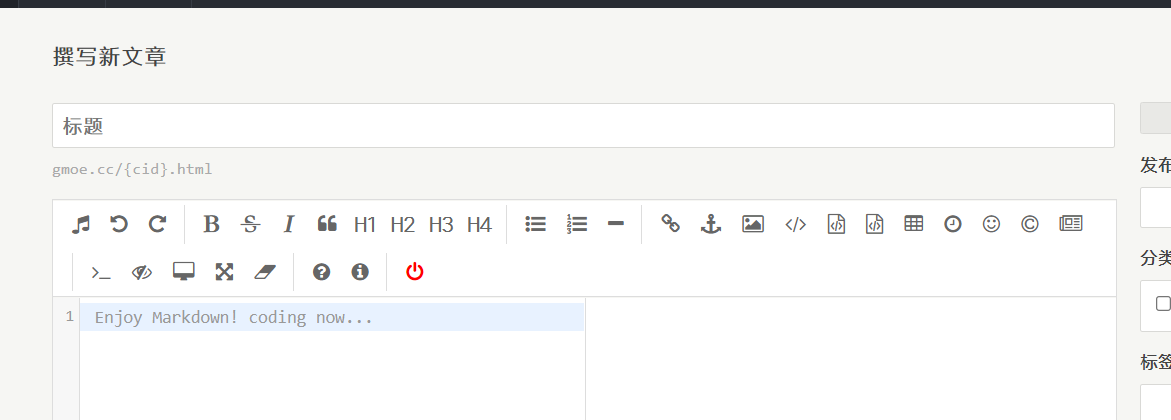 撰写新文章
标题
gmoe.cc/{cid}.html
发布
B S I H1 H2 H3 H4
分类
1 Enjoy Markdown! coding now...
标签